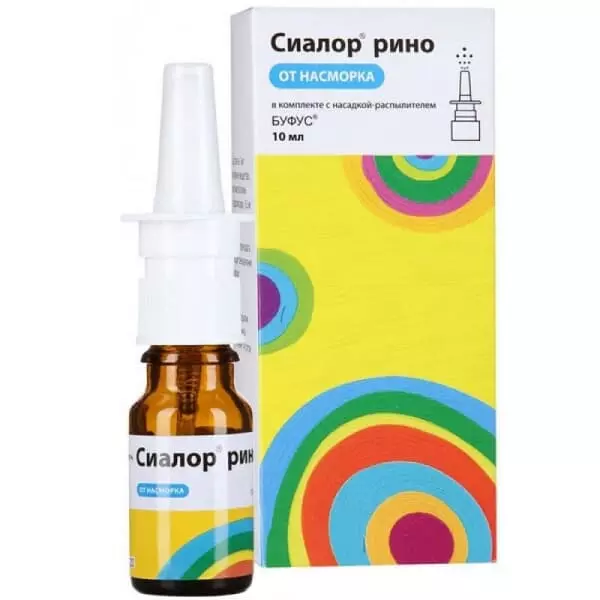 Сиалор® рино
ОТ НАСМОРКА
в комплекте с насадкой-распылителем
БУФУС®
10 мл
Сиалор® рино
ОТ НАСМОРКА